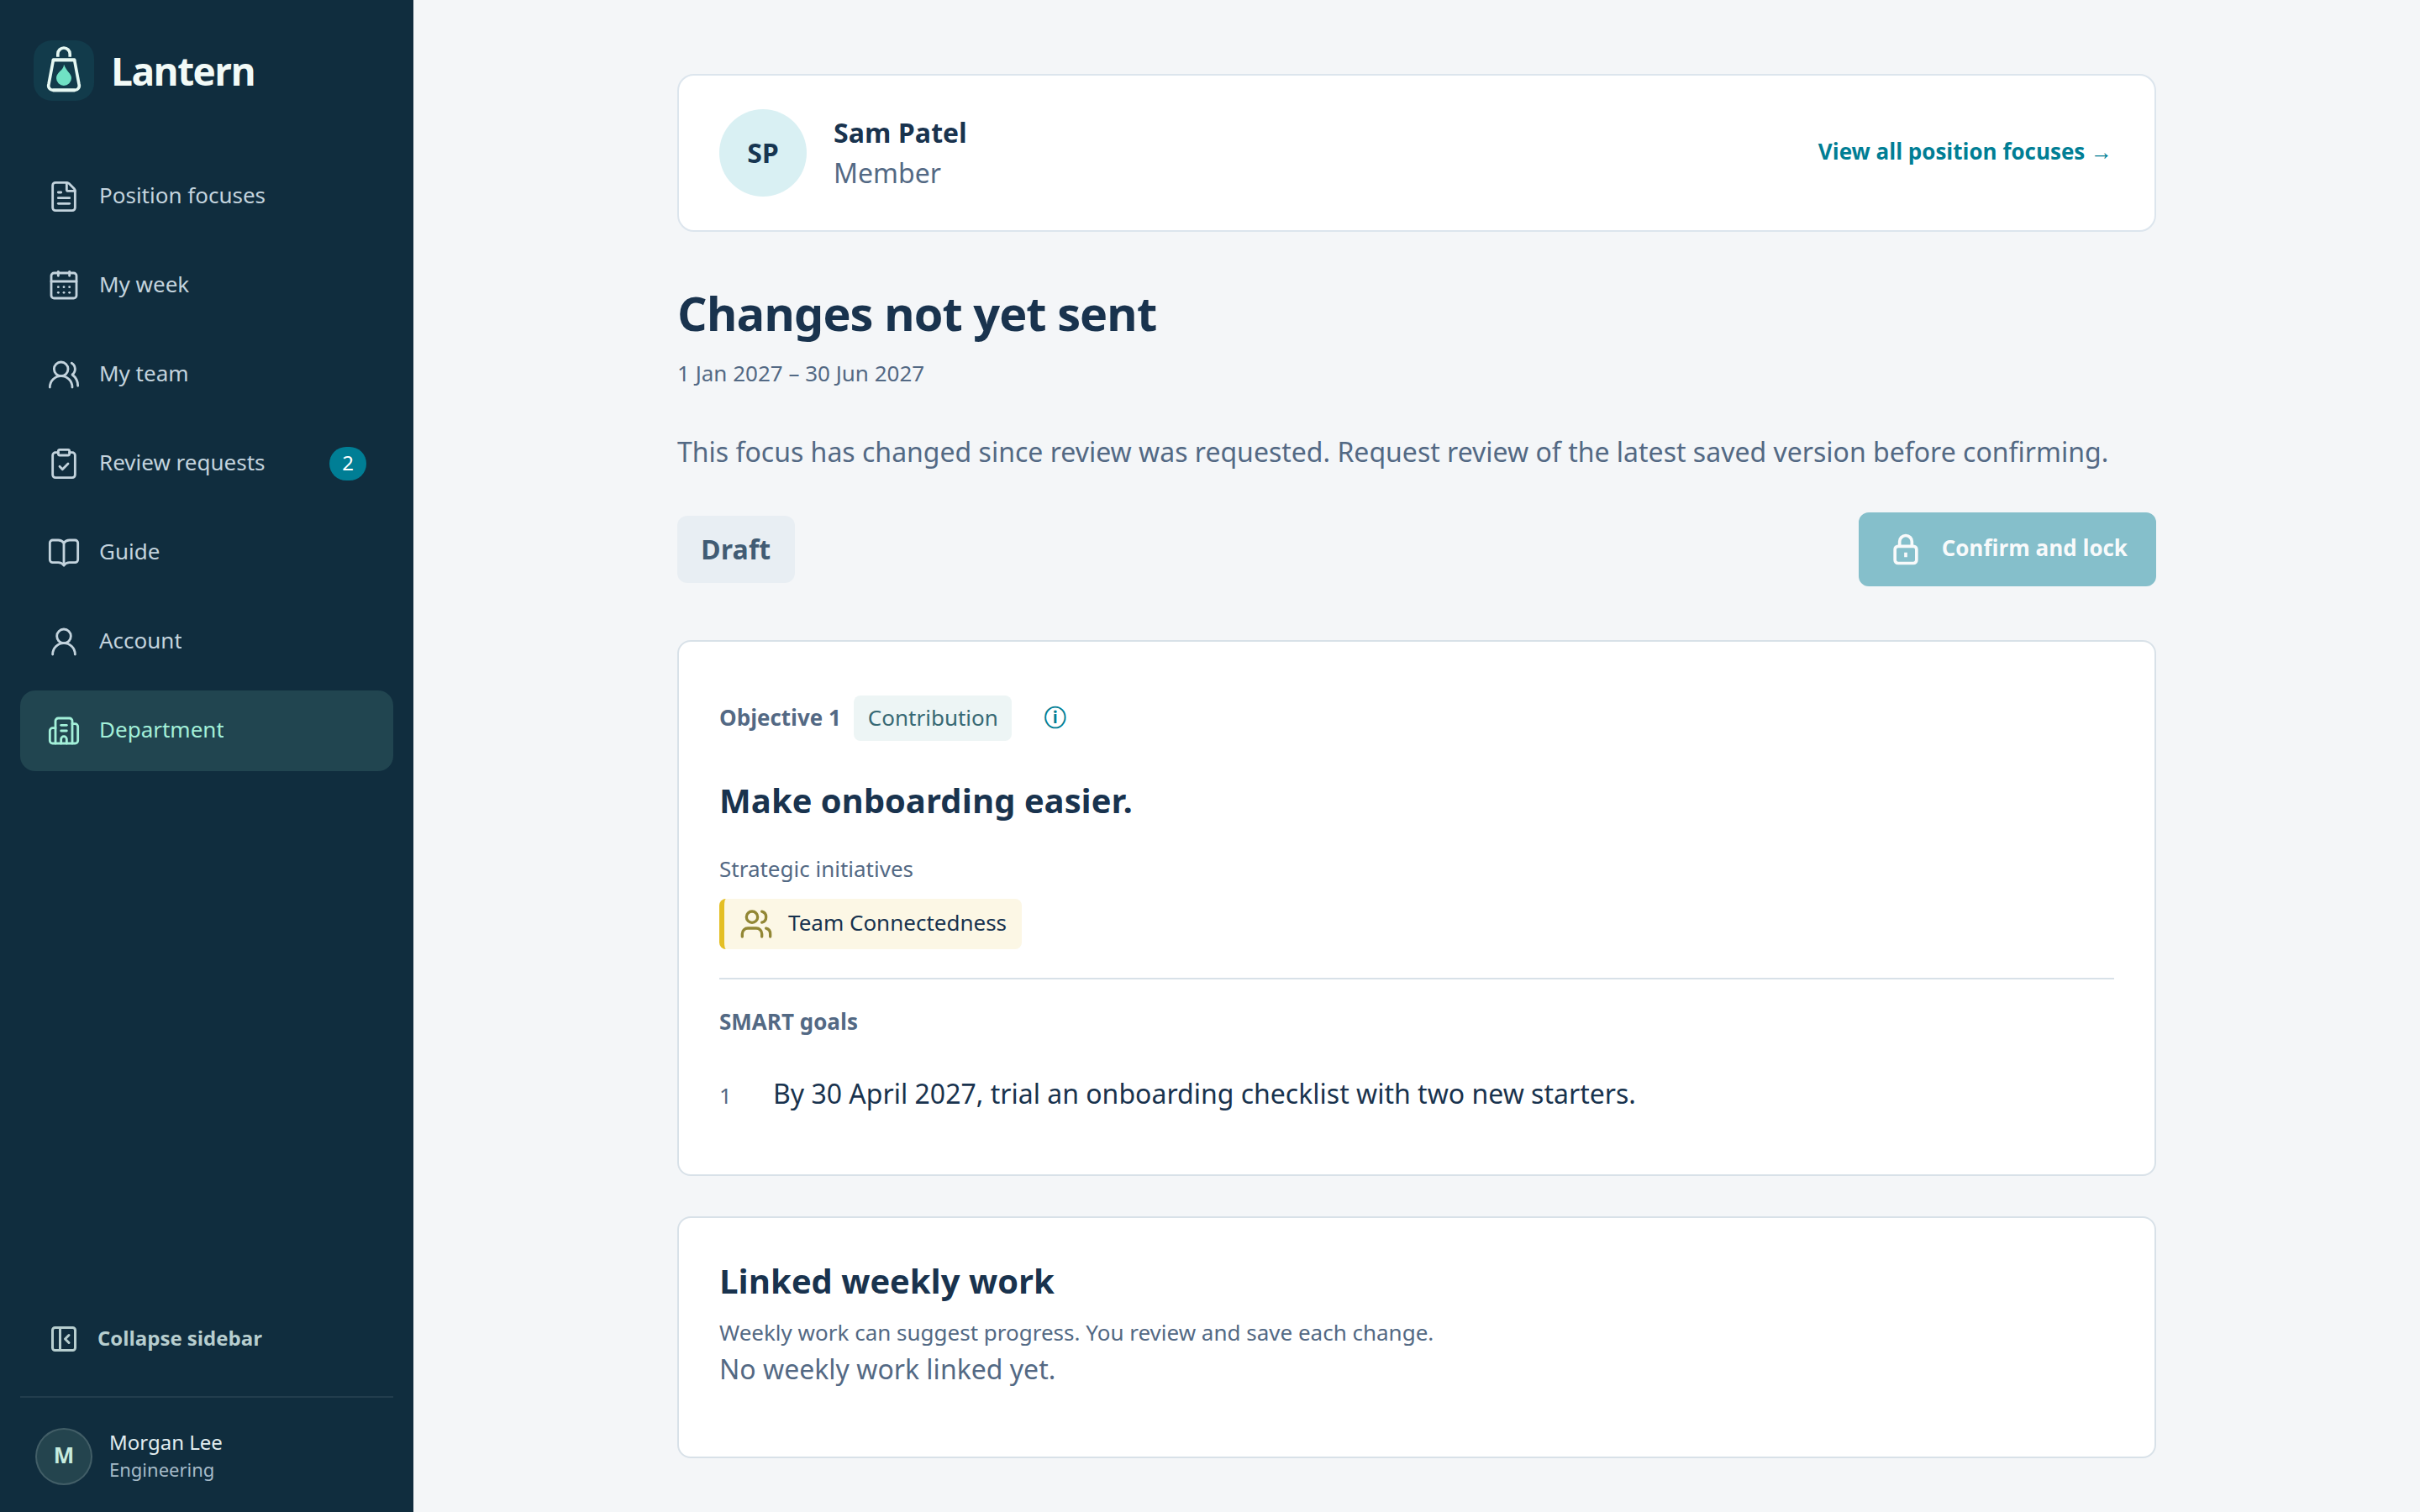 Lantern
Position focuses
My week
My team
Review requests 2
Guide
Account
Department
Collapse sidebar
M
Morgan Lee
Engineering
SP
Sam Patel
Member
View all position focuses →
Changes not yet sent
1 Jan 2027 – 30 Jun 2027
This focus has changed since review was requested. Request review of the latest saved version before confirming.
Draft
Confirm and lock
Objective 1 Contribution
Make onboarding easier.
Strategic initiatives
Team Connectedness
SMART goals
1 By 30 April 2027, trial an onboarding checklist with two new starters.
Linked weekly work
Weekly work can suggest progress. You review and save each change.
No weekly work linked yet.